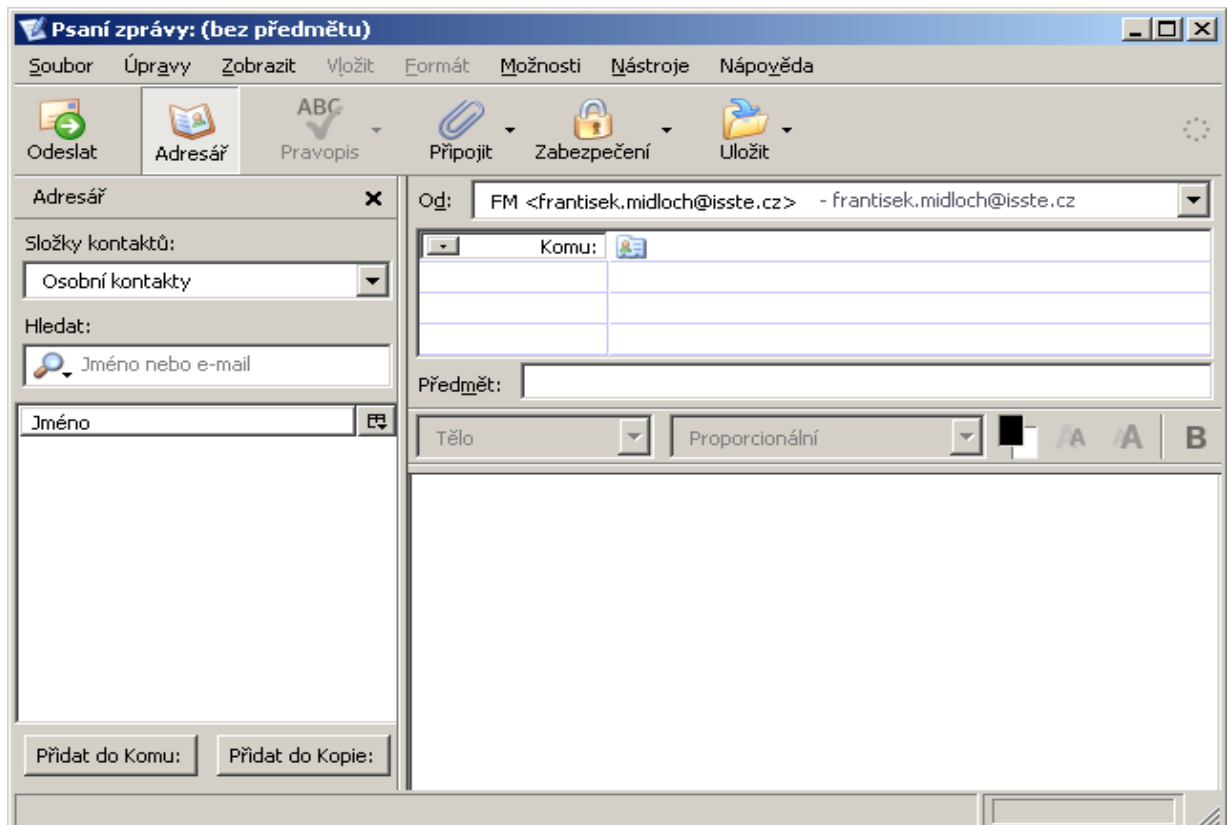 Psaní zprávy: (bez předmětu)
Soubor Úpravy Zobrazit Vložit Formát Možnosti Nástroje Nápověda
ABC
Odeslat Adresář Pravopis Připojit Zabezpečení Uložit
Adresář
Složky kontaktů:
Osobní kontakty
Hledat:
Jméno nebo e-mail
Jméno
Přidat do Komu: Přidat do Kopie:
Od: FM <frantisek.midloch@isste.cz> - frantisek.midloch@isste.cz
Komu:
Předmět:
Tělo Proporcionální A A B